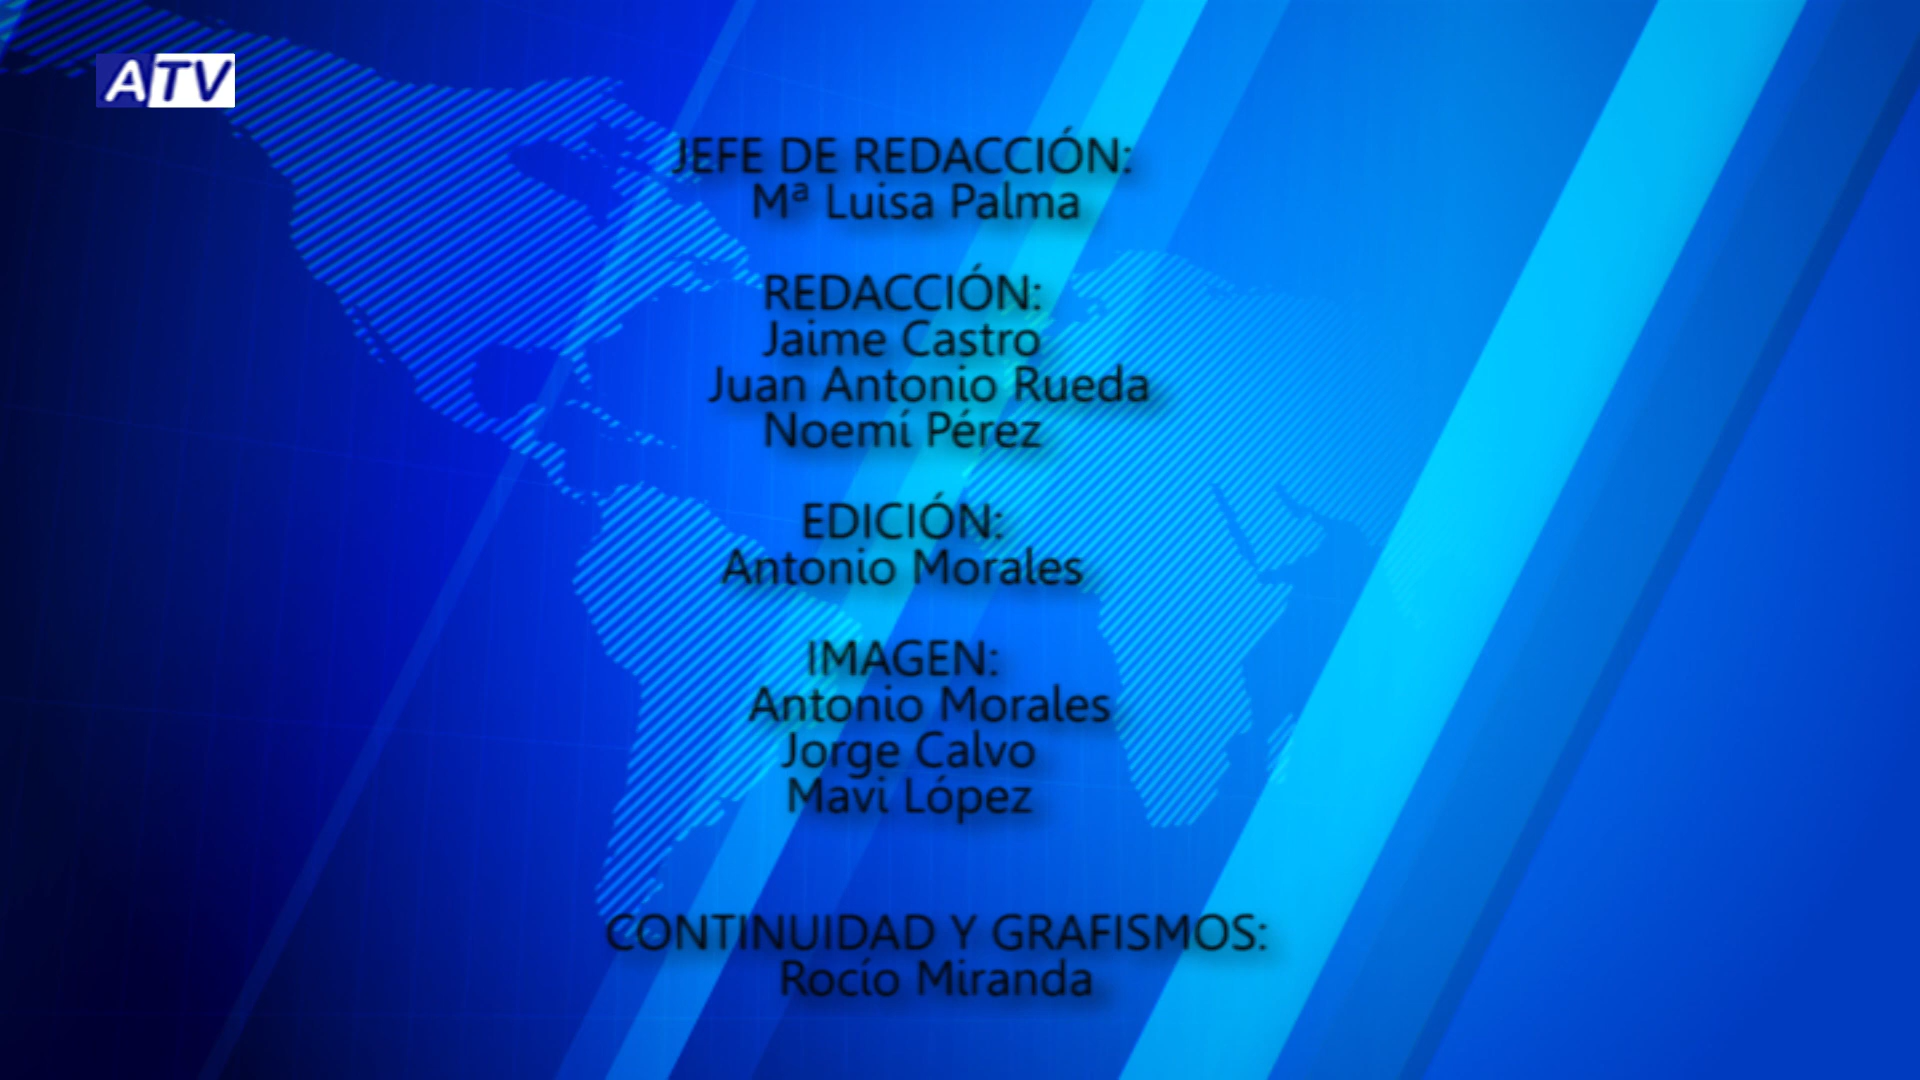 ATV
JEFE DE REDACCIÓN:
Mª Luisa Palma
REDACCIÓN:
Jaime Castro
Juan Antonio Rueda
Noemí Pérez
EDICIÓN:
Antonio Morales
IMAGEN:
Antonio Morales
Jorge Calvo
Mavi López
CONTINUIDAD Y GRAFISMOS:
Rocío Miranda